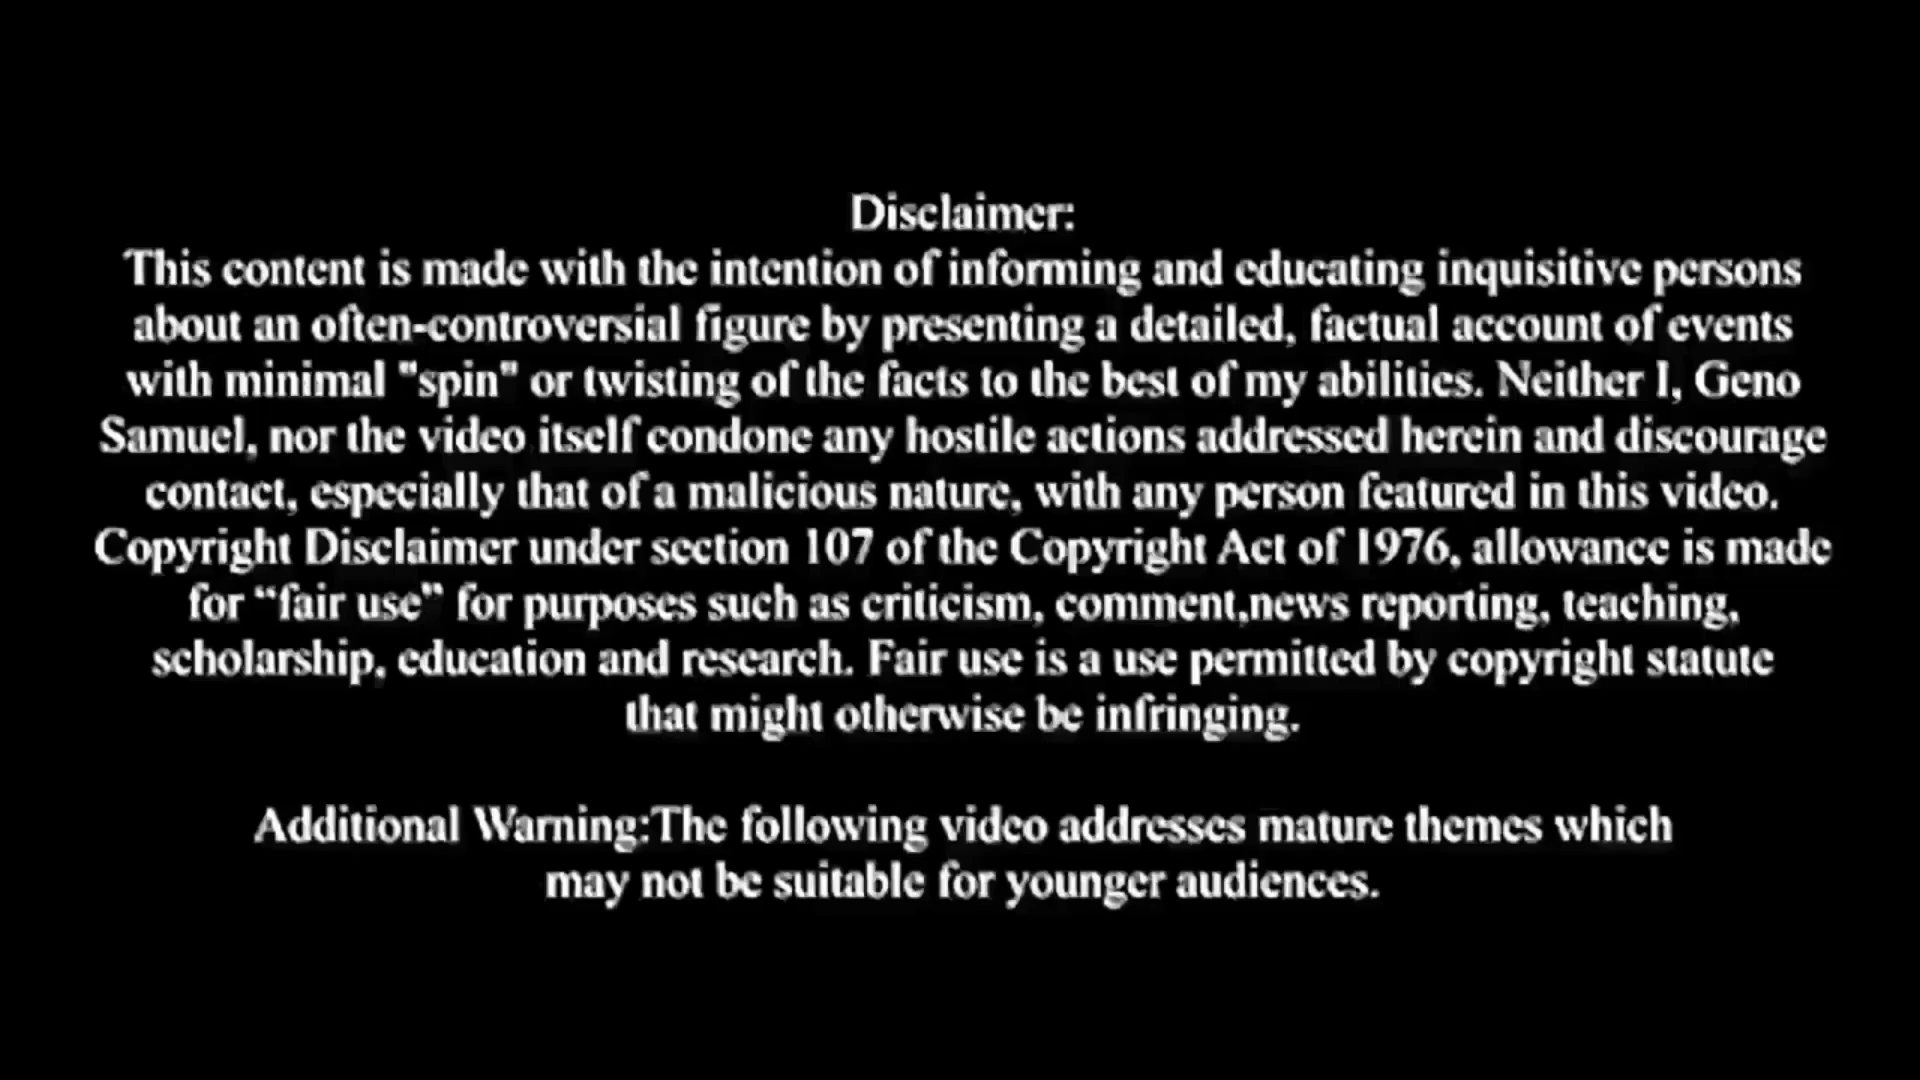 Disclaimer:
This content is made with the intention of informing and educating inquisitive persons
about an often-controversial figure by presenting a detailed, factual account of events
with minimal "spin" or twisting of the facts to the best of my abilities. Neither I, Geno
Samuel, nor the video itself condone any hostile actions addressed herein and discourage
contact, especially that of a malicious nature, with any person featured in this video.
Copyright Disclaimer under section 107 of the Copyright Act of 1976, allowance is made
for “fair use” for purposes such as criticism, comment,news reporting, teaching,
scholarship, education and research. Fair use is a use permitted by copyright statute
that might otherwise be infringing.
Additional Warning:The following video addresses mature themes which
may not be suitable for younger audiences.